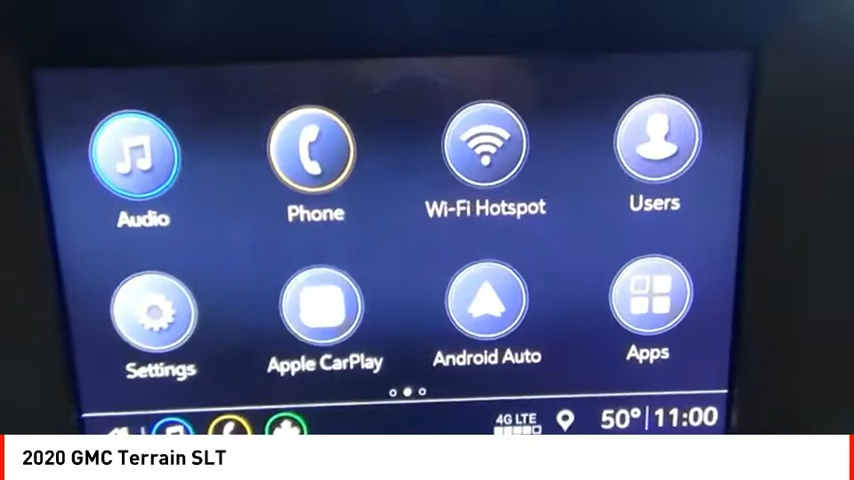 Audio
Phone
Wi-Fi Hotspot
Users
Settings
Apple CarPlay
Android Auto
Apps
4G LTE
50° 11:00
2020 GMC Terrain SLT